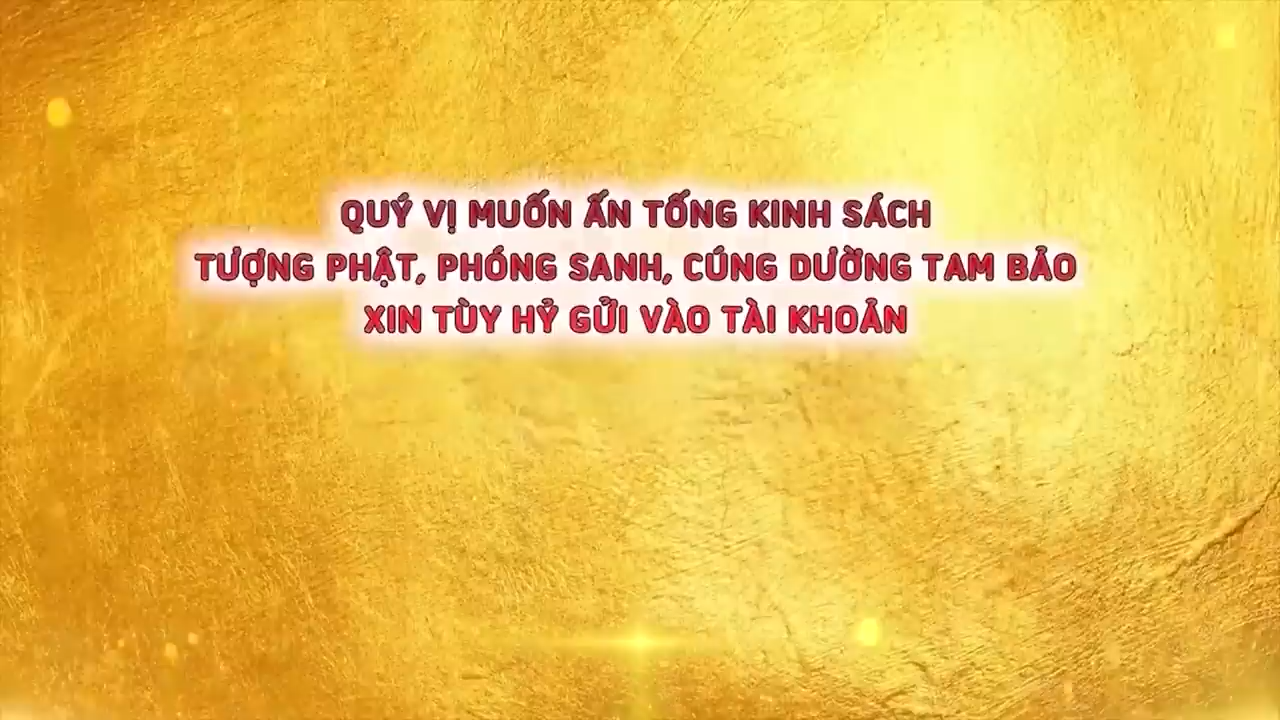 QUÝ VỊ MUỐN ẤN TỐNG KINH SÁCH
TƯỢNG PHẬT, PHÓNG SANH, CÚNG DƯỜNG TAM BẢO
XIN TÙY HỶ GỬI VÀO TÀI KHOẢN